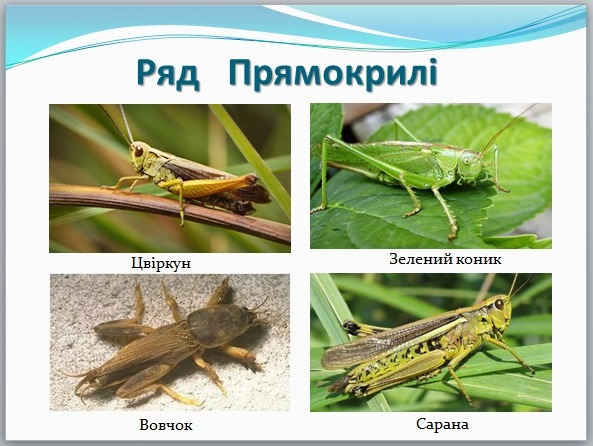 Ряд Прямокрилі
Цвіркун
Зелений коник
Вовчок
Сарана